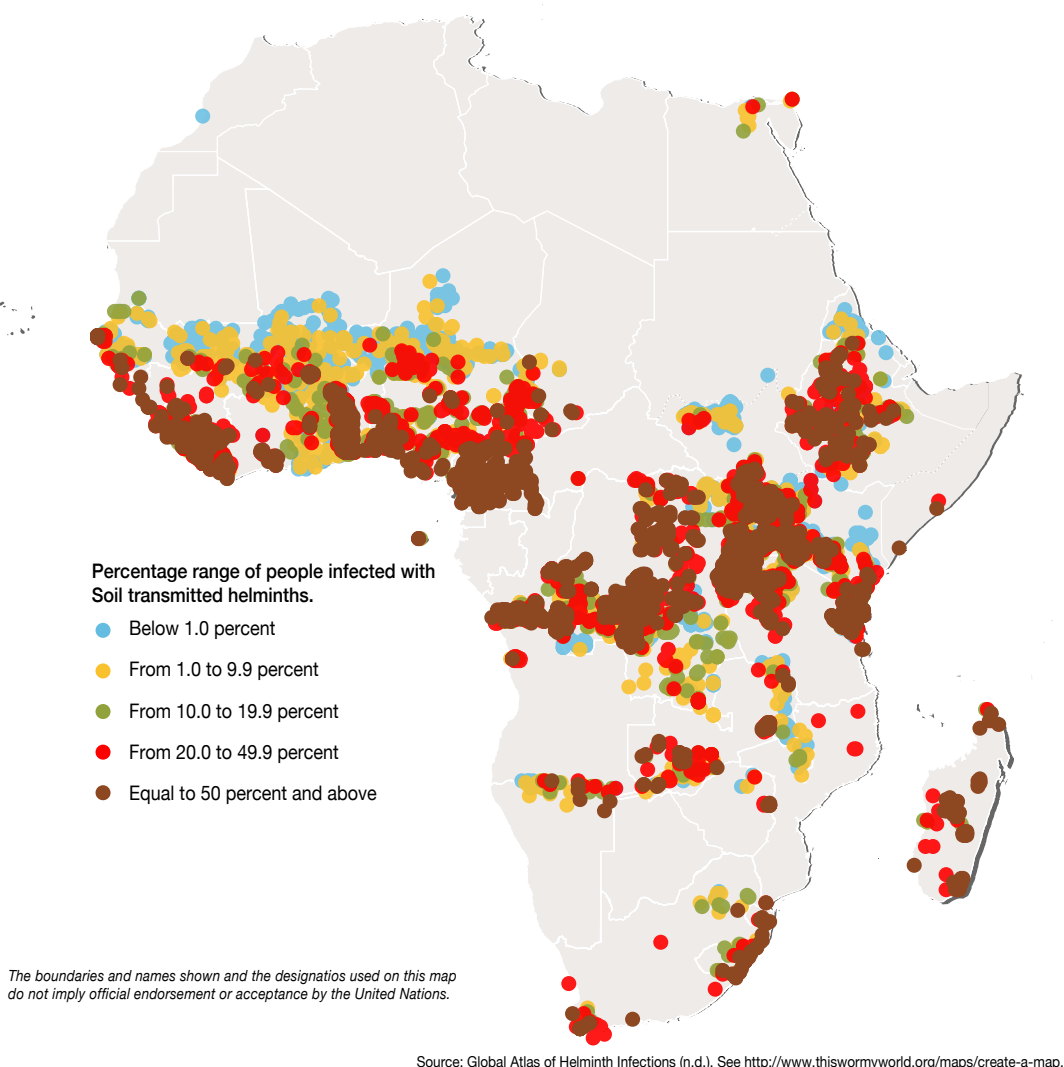 Percentage range of people infected with
Soil transmitted helminths.
Below 1.0 percent
From 1.0 to 9.9 percent
From 10.0 to 19.9 percent
From 20.0 to 49.9 percent
Equal to 50 percent and above
The boundaries and names shown and the designatios used on this map
do not imply official endorsement or acceptance by the United Nations.
Source: Global Atlas of Helminth Infections (n.d.). See http://www.thiswormyworld.org/maps/create-a-map.